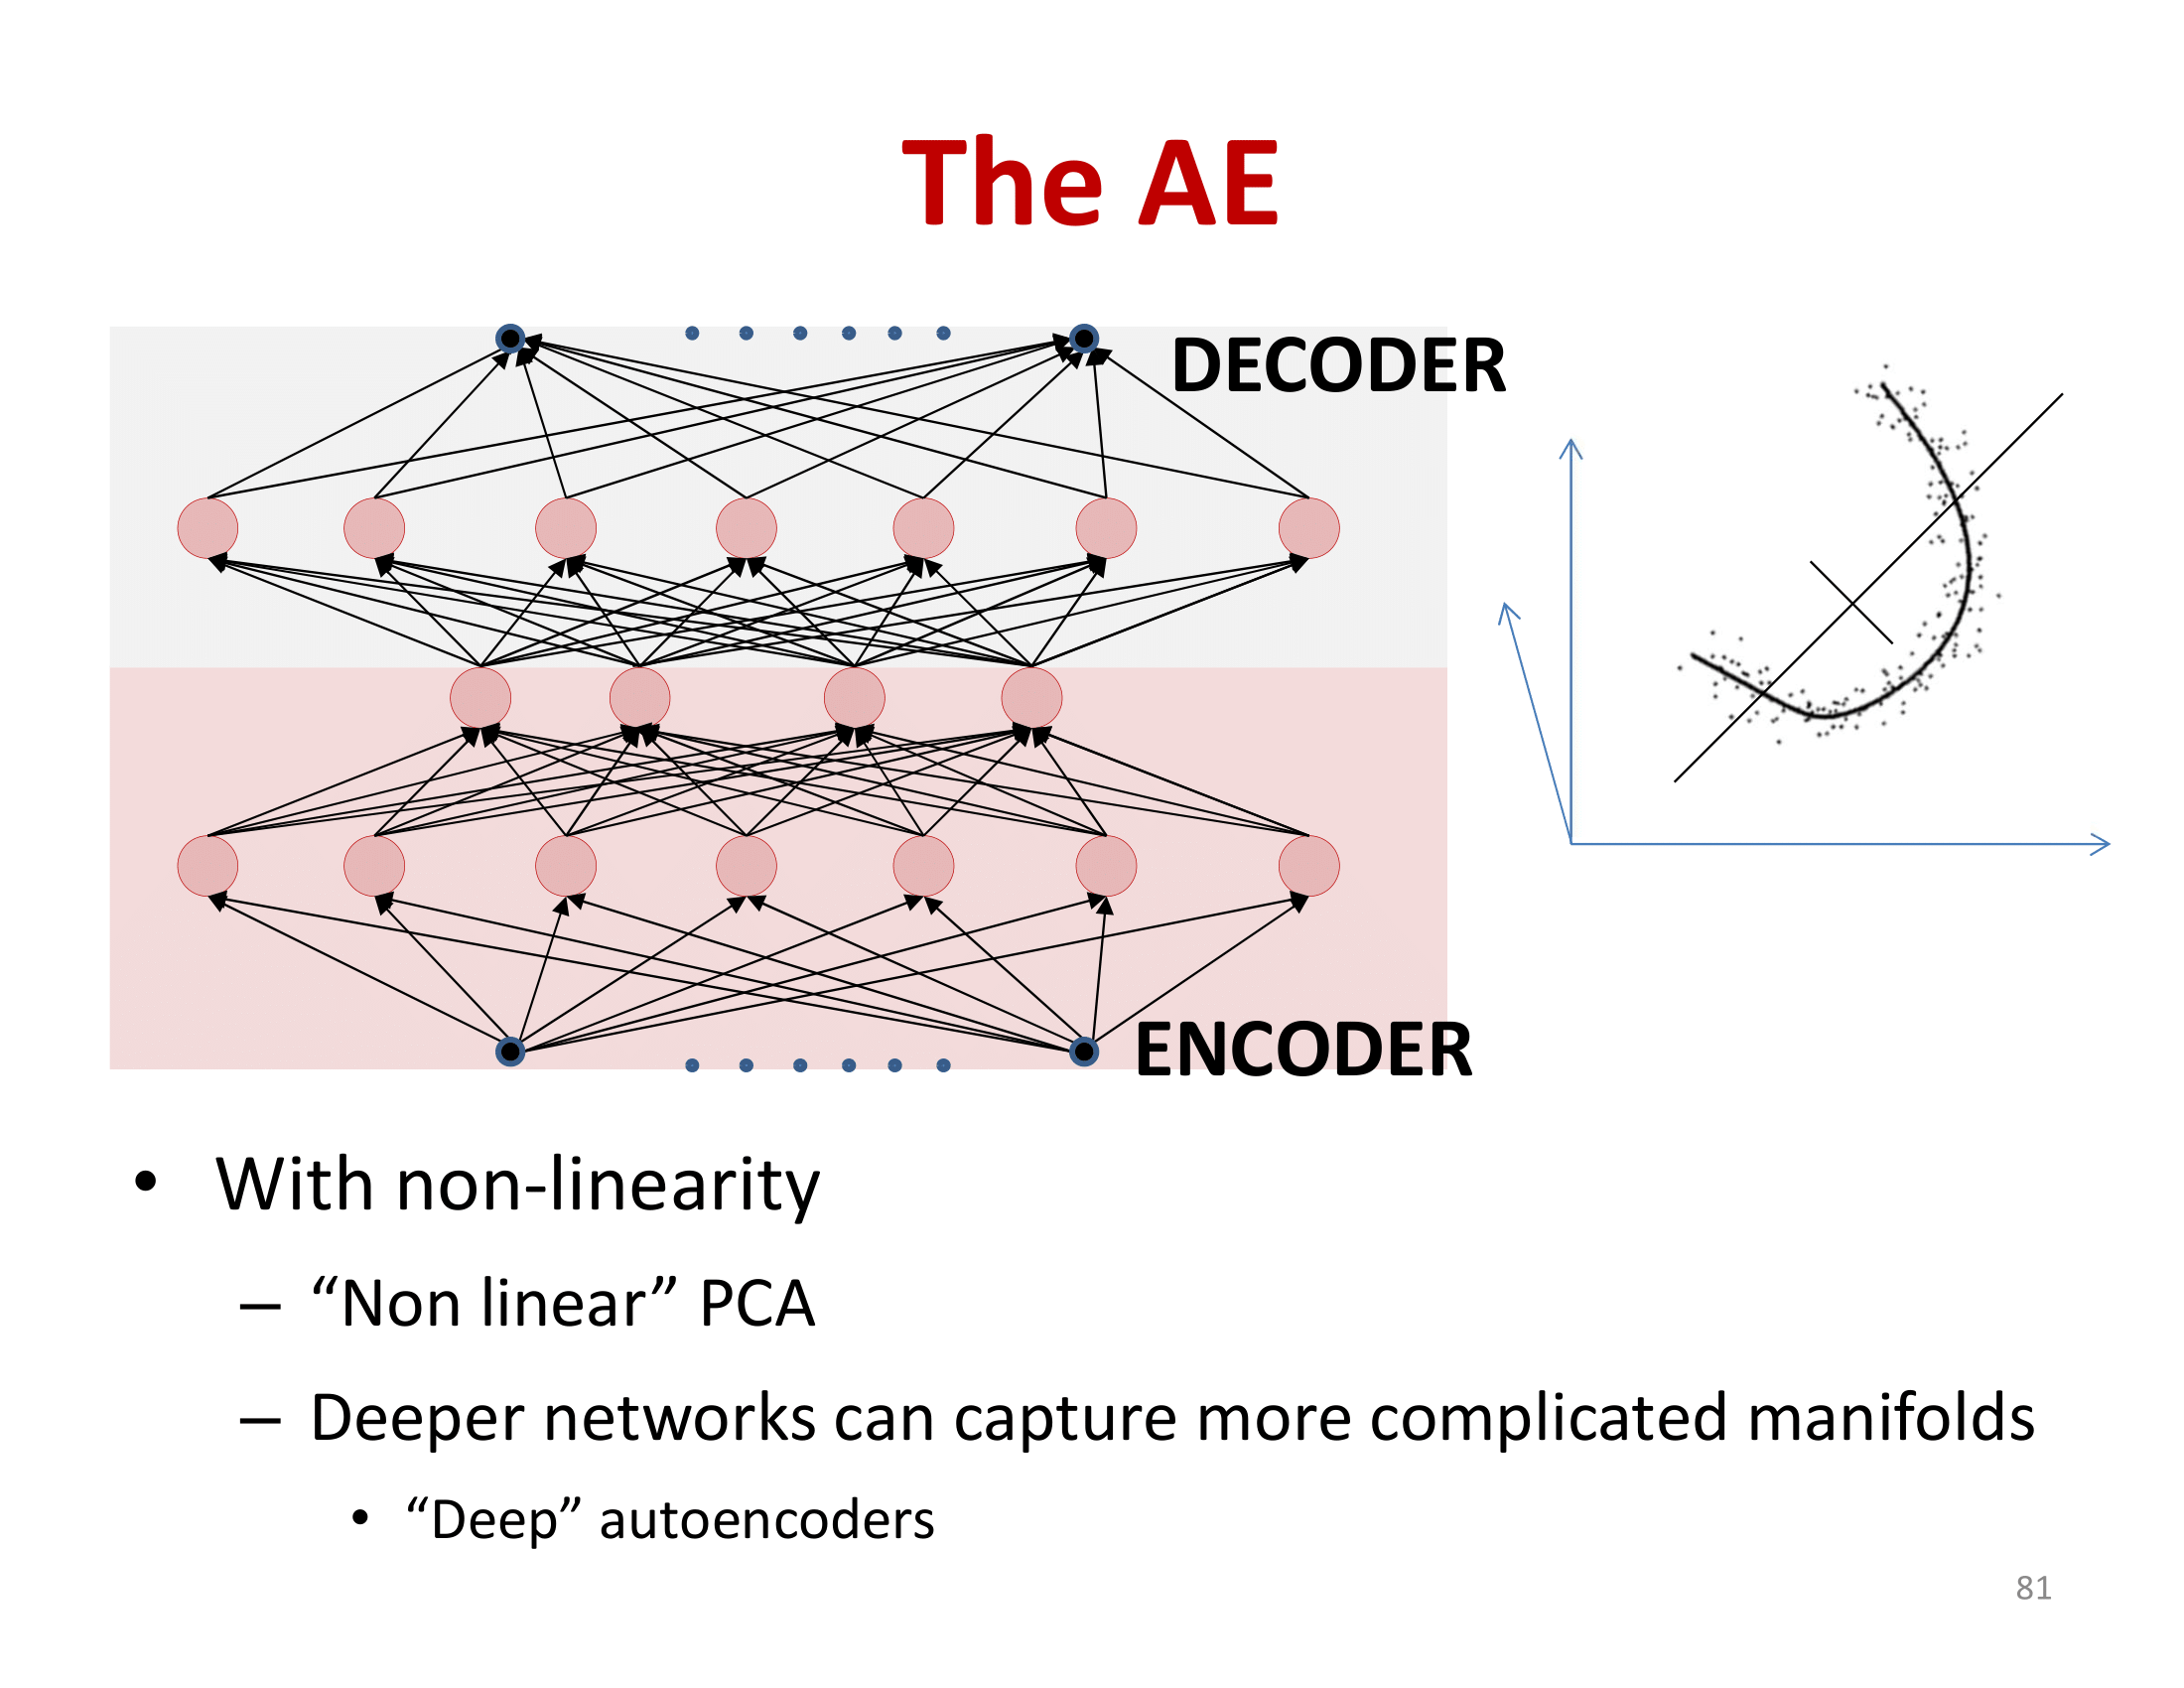 The AE
DECODER
ENCODER
• With non-linearity
– “Non linear” PCA
– Deeper networks can capture more complicated manifolds
• “Deep” autoencoders
81